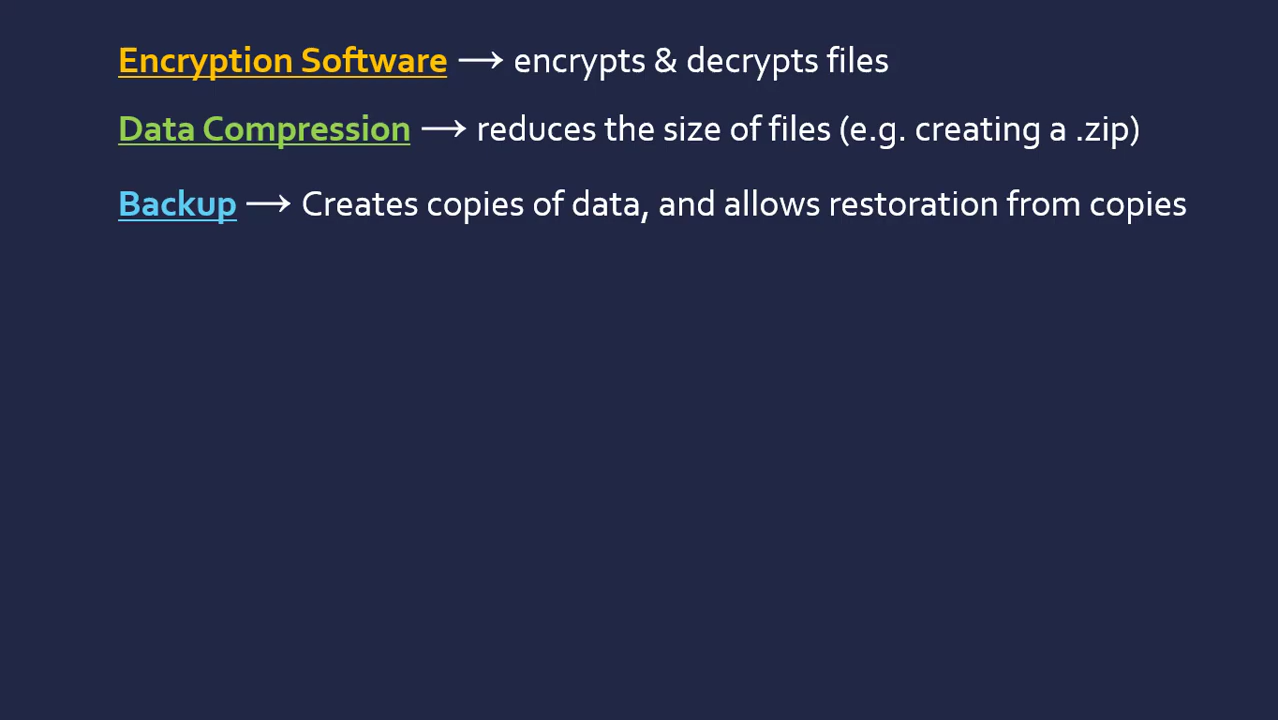 Encryption Software → encrypts & decrypts files
Data Compression → reduces the size of files (e.g. creating a .zip)
Backup → Creates copies of data, and allows restoration from copies